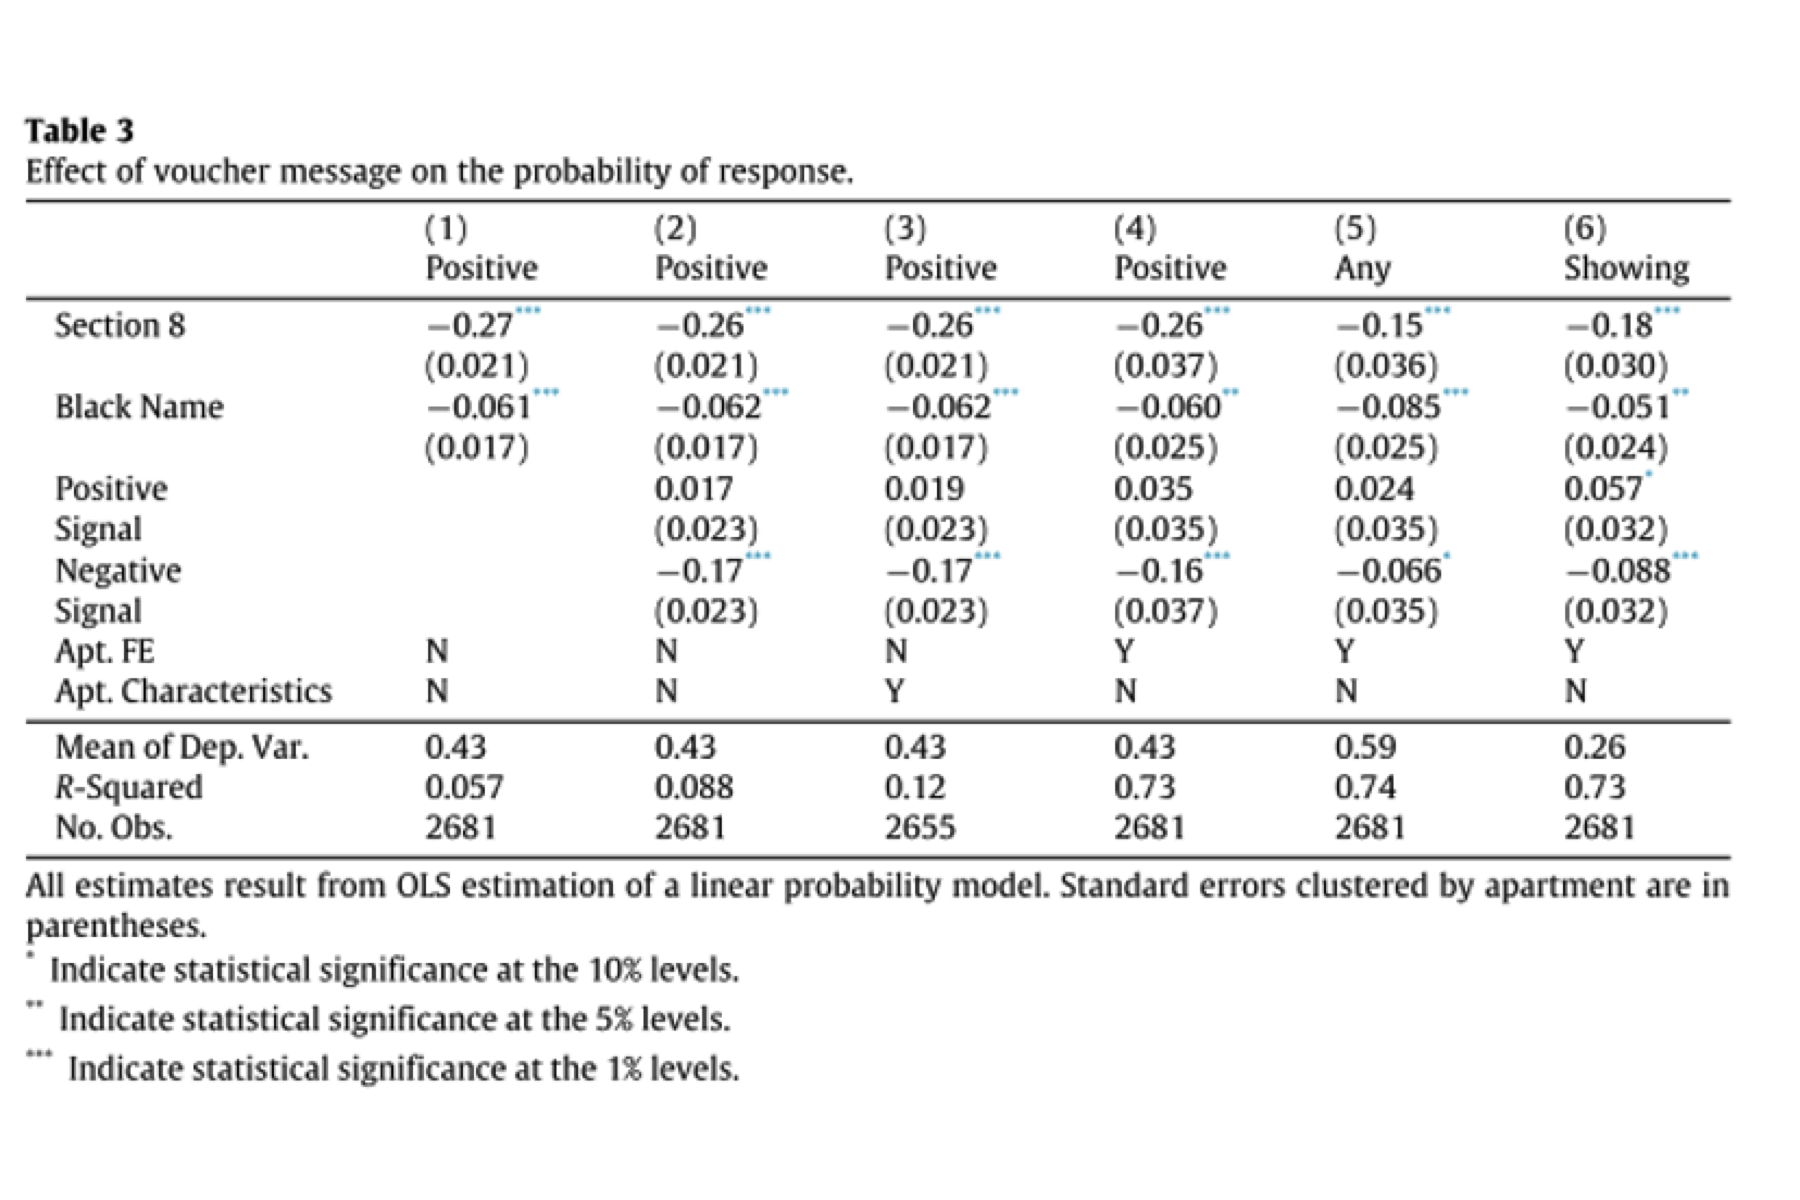 Table 3
Effect of voucher message on the probability of response.
(1) (2) (3) (4) (5) (6)
Positive Positive Positive Positive Any Showing
Section 8 −0.27*** −0.26*** −0.26*** −0.26*** −0.15*** −0.18***
(0.021) (0.021) (0.021) (0.037) (0.036) (0.030)
Black Name −0.061*** −0.062*** −0.062*** −0.060** −0.085*** −0.051**
(0.017) (0.017) (0.017) (0.025) (0.025) (0.024)
Positive 0.017 0.019 0.035 0.024 0.057*
Signal (0.023) (0.023) (0.035) (0.035) (0.032)
Negative −0.17*** −0.17*** −0.16*** −0.066* −0.088***
Signal (0.023) (0.023) (0.037) (0.035) (0.032)
Apt. FE N N N Y Y Y
Apt. Characteristics N N Y N N N
Mean of Dep. Var. 0.43 0.43 0.43 0.43 0.59 0.26
R-Squared 0.057 0.088 0.12 0.73 0.74 0.73
No. Obs. 2681 2681 2655 2681 2681 2681
All estimates result from OLS estimation of a linear probability model. Standard errors clustered by apartment are in
parentheses.
* Indicate statistical significance at the 10% levels.
** Indicate statistical significance at the 5% levels.
*** Indicate statistical significance at the 1% levels.